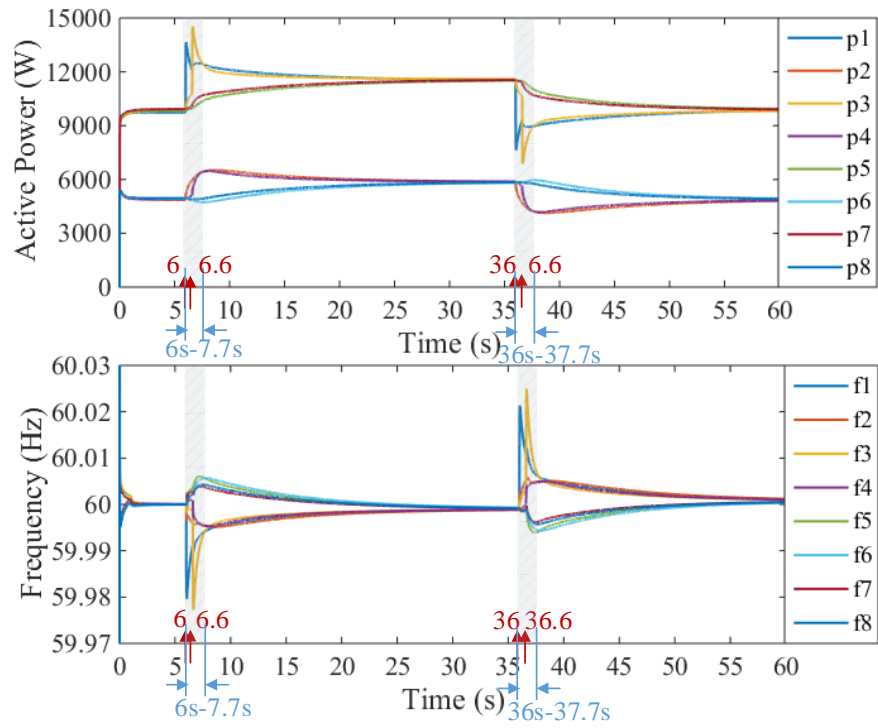 Active Power (W)
15000
12000
9000
6000
3000
0
6 6.6
36 6.6
0 5 10 15 20 25 30 35 40 45 50 55 60
Time (s)
6s-7.7s
36s-37.7s
p1
p2
p3
p4
p5
p6
p7
p8
Frequency (Hz)
60.03
60.02
60.01
60
59.99
59.98
59.97
6 6.6
36 36.6
0 5 10 15 20 25 30 35 40 45 50 55 60
Time (s)
6s-7.7s
36s-37.7s
f1
f2
f3
f4
f5
f6
f7
f8